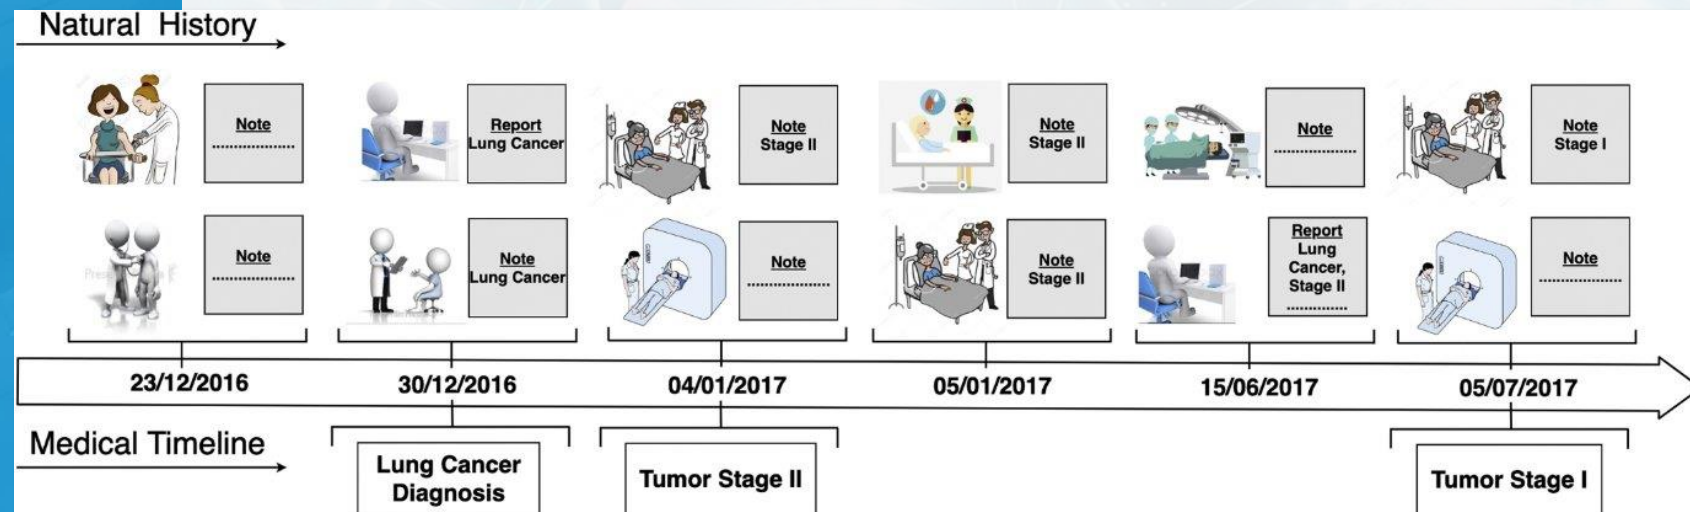 Natural History
Note
....................
Report
Lung Cancer
Note
Stage II
Note
Stage II
Note
....................
Note
Stage I
Note
....................
Note
Lung Cancer
Note
....................
Note
Stage II
Report
Lung
Cancer,
Stage II
..............
Note
....................
23/12/2016
30/12/2016
04/01/2017
05/01/2017
15/06/2017
05/07/2017
Medical Timeline
Lung Cancer
Diagnosis
Tumor Stage II
Tumor Stage I